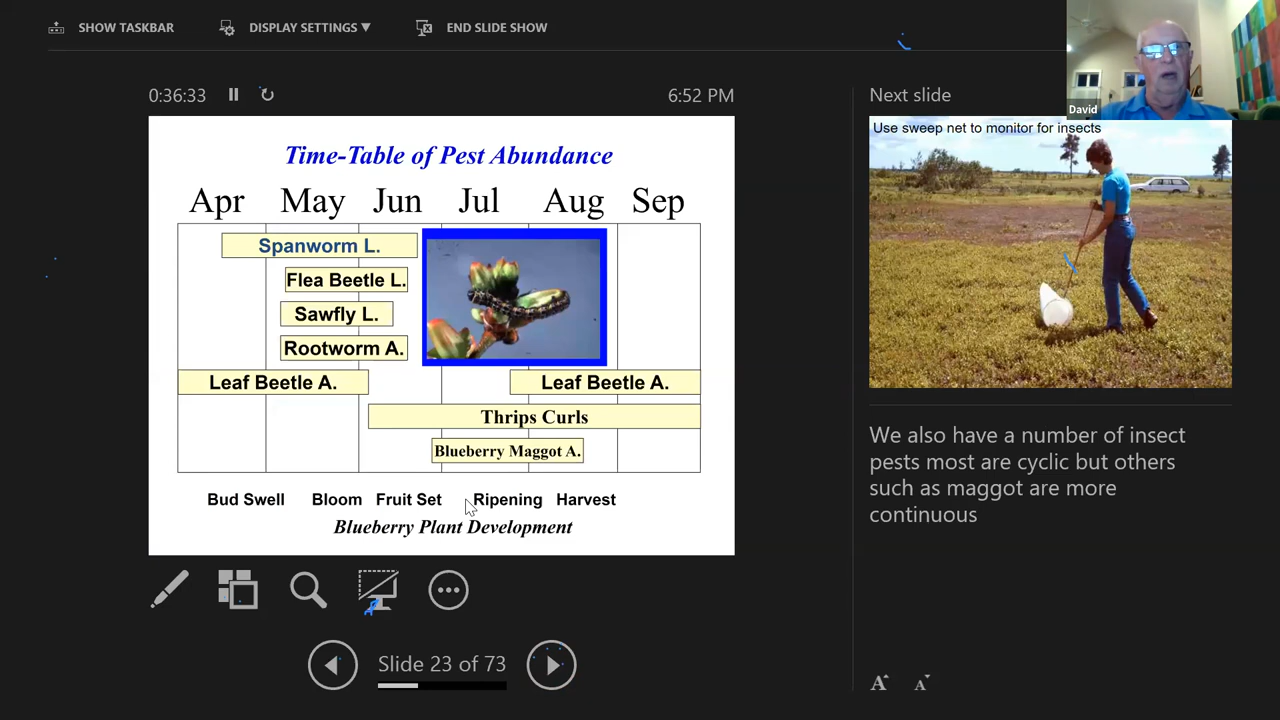 SHOW TASKBAR
DISPLAY SETTINGS ▼
END SLIDE SHOW
David
0:36:33
6:52 PM
Time-Table of Pest Abundance
Apr May Jun Jul Aug Sep
Spanworm L.
Flea Beetle L.
Sawfly L.
Rootworm A.
Leaf Beetle A. Leaf Beetle A.
Thrips Curls
Blueberry Maggot A.
Bud Swell Bloom Fruit Set Ripening Harvest
Blueberry Plant Development
Slide 23 of 73
Next slide
Use sweep net to monitor for insects
We also have a number of insect
pests most are cyclic but others
such as maggot are more
continuous
A A